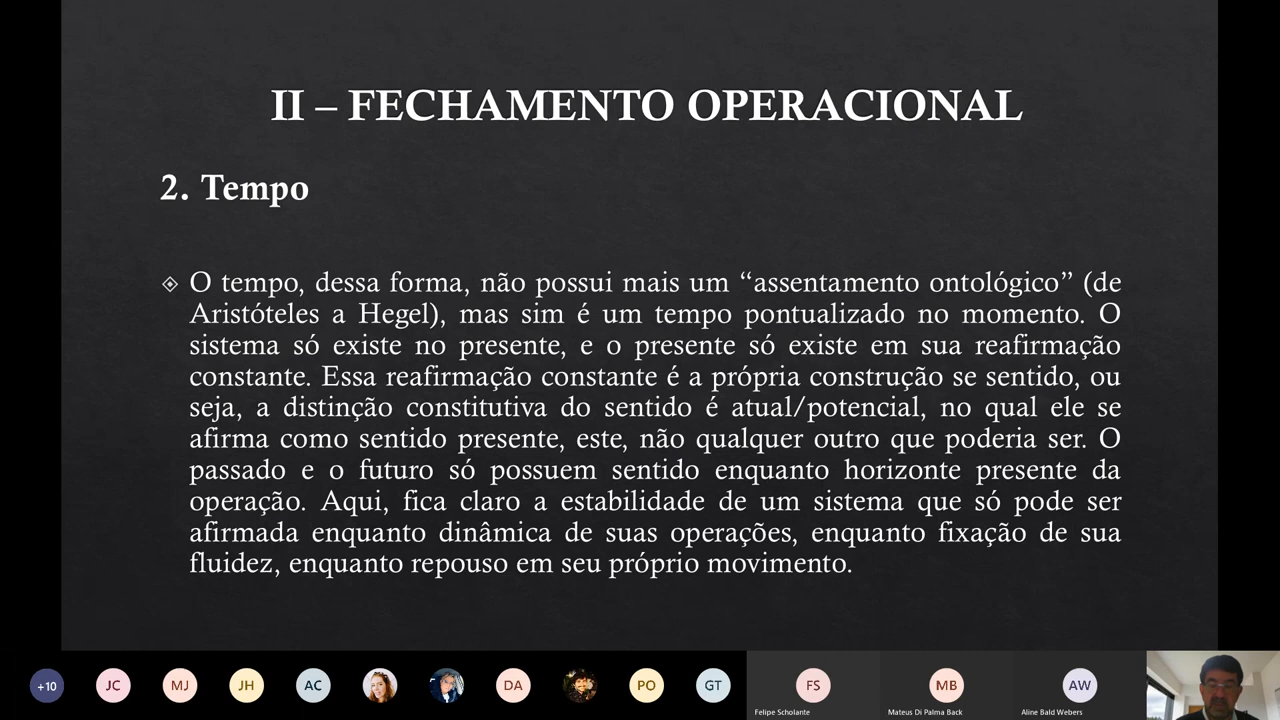 II – FECHAMENTO OPERACIONAL
2. Tempo
O tempo, dessa forma, não possui mais um “assentamento ontológico” (de
Aristóteles a Hegel), mas sim é um tempo pontualizado no momento. O
sistema só existe no presente, e o presente só existe em sua reafirmação
constante. Essa reafirmação constante é a própria construção se sentido, ou
seja, a distinção constitutiva do sentido é atual/potencial, no qual ele se
afirma como sentido presente, este, não qualquer outro que poderia ser. O
passado e o futuro só possuem sentido enquanto horizonte presente da
operação. Aqui, fica claro a estabilidade de um sistema que só pode ser
afirmada enquanto dinâmica de suas operações, enquanto fixação de sua
fluidez, enquanto repouso em seu próprio movimento.
+10 JC MJ JH AC DA PO GT FS MB AW
Felipe Scholante Mateus Di Palma Back Aline Bald Webers